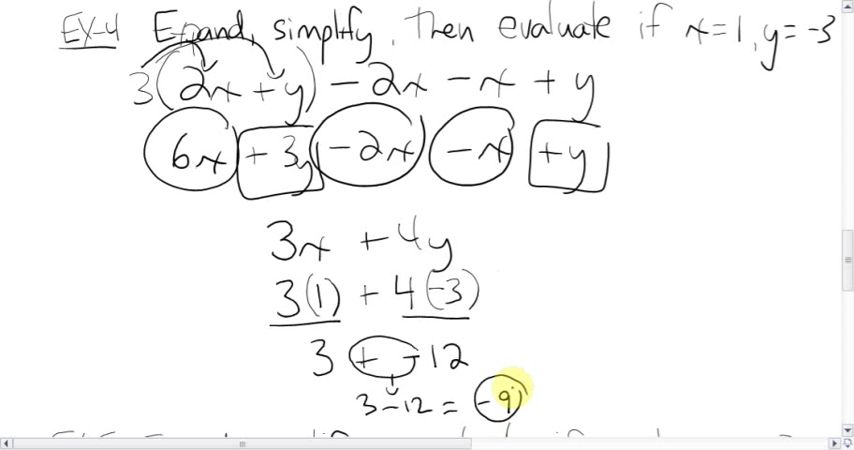 EX-4 Expand, simplify, then evaluate if x=1, y=-3
3(2x+y)-2x-x+y
6x+3y-2x-x+y
3x+4y
3(1)+4(-3)
3+-12
3-12=-9